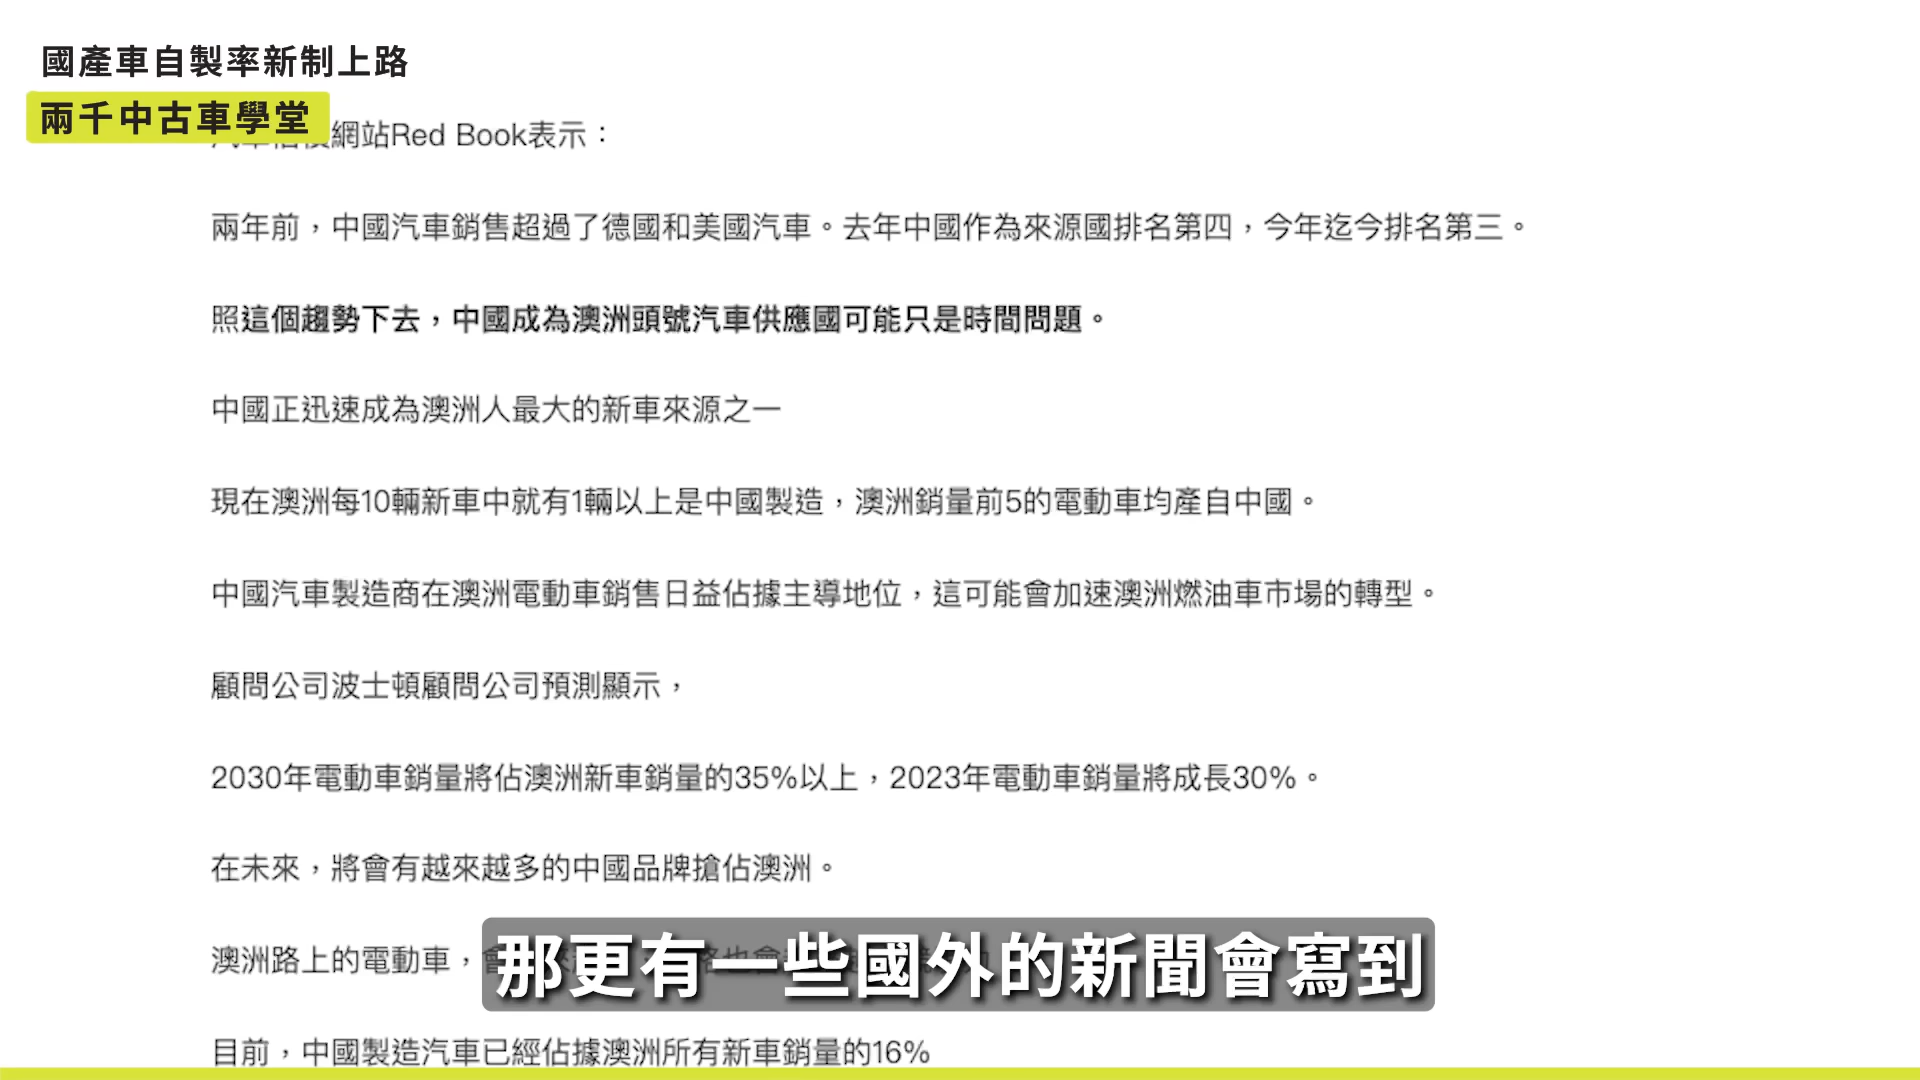 國產車自製率新制上路
兩千中古車學堂
網站Red Book表示：
兩年前，中國汽車銷售超過了德國和美國汽車。去年中國作為來源國排名第四，今年迄今排名第三。
照這個趨勢下去，中國成為澳洲頭號汽車供應國可能只是時間問題。
中國正迅速成為澳洲人最大的新車來源之一
現在澳洲每10輛新車中就有1輛以上是中國製造，澳洲銷量前5的電動車均產自中國。
中國汽車製造商在澳洲電動車銷售日益佔據主導地位，這可能會加速澳洲燃油車市場的轉型。
顧問公司波士頓顧問公司預測顯示，
2030年電動車銷量將佔澳洲新車銷量的35%以上，2023年電動車銷量將成長30%。
在未來，將會有越來越多的中國品牌搶佔澳洲。
澳洲路上的電動車，
那更有一些國外的新聞會寫到
目前，中國製造汽車已經佔據澳洲所有新車銷量的16%